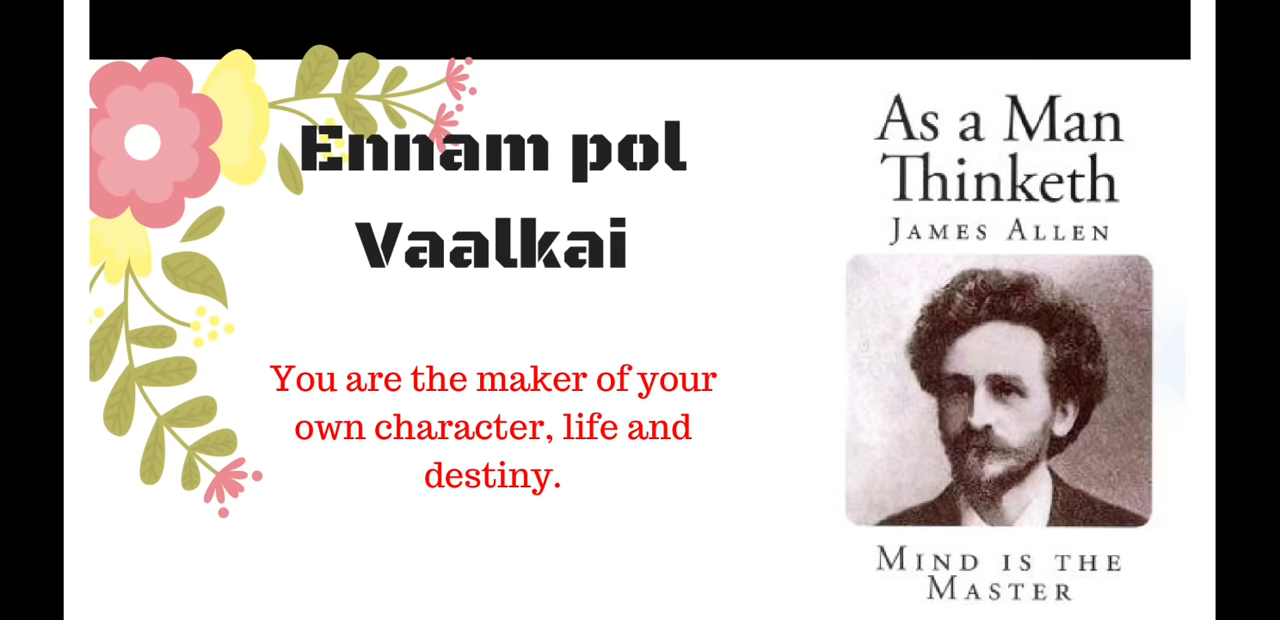 Ennam pol
Vaalkai
You are the maker of your
own character, life and
destiny.
As a Man
Thinketh
James Allen
Mind is the
Master